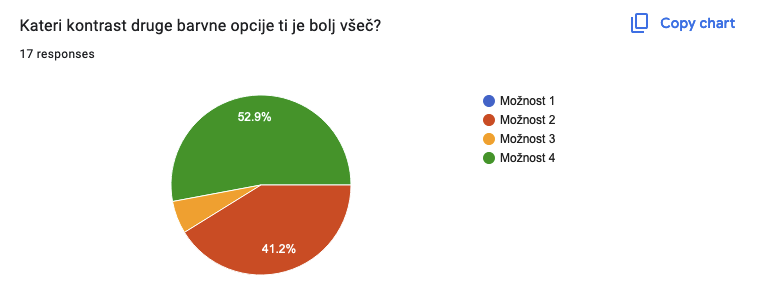 Kateri kontrast druge barvne opcije ti je bolj všeč?
Copy chart
17 responses
52.9%
41.2%
Možnost 1
Možnost 2
Možnost 3
Možnost 4